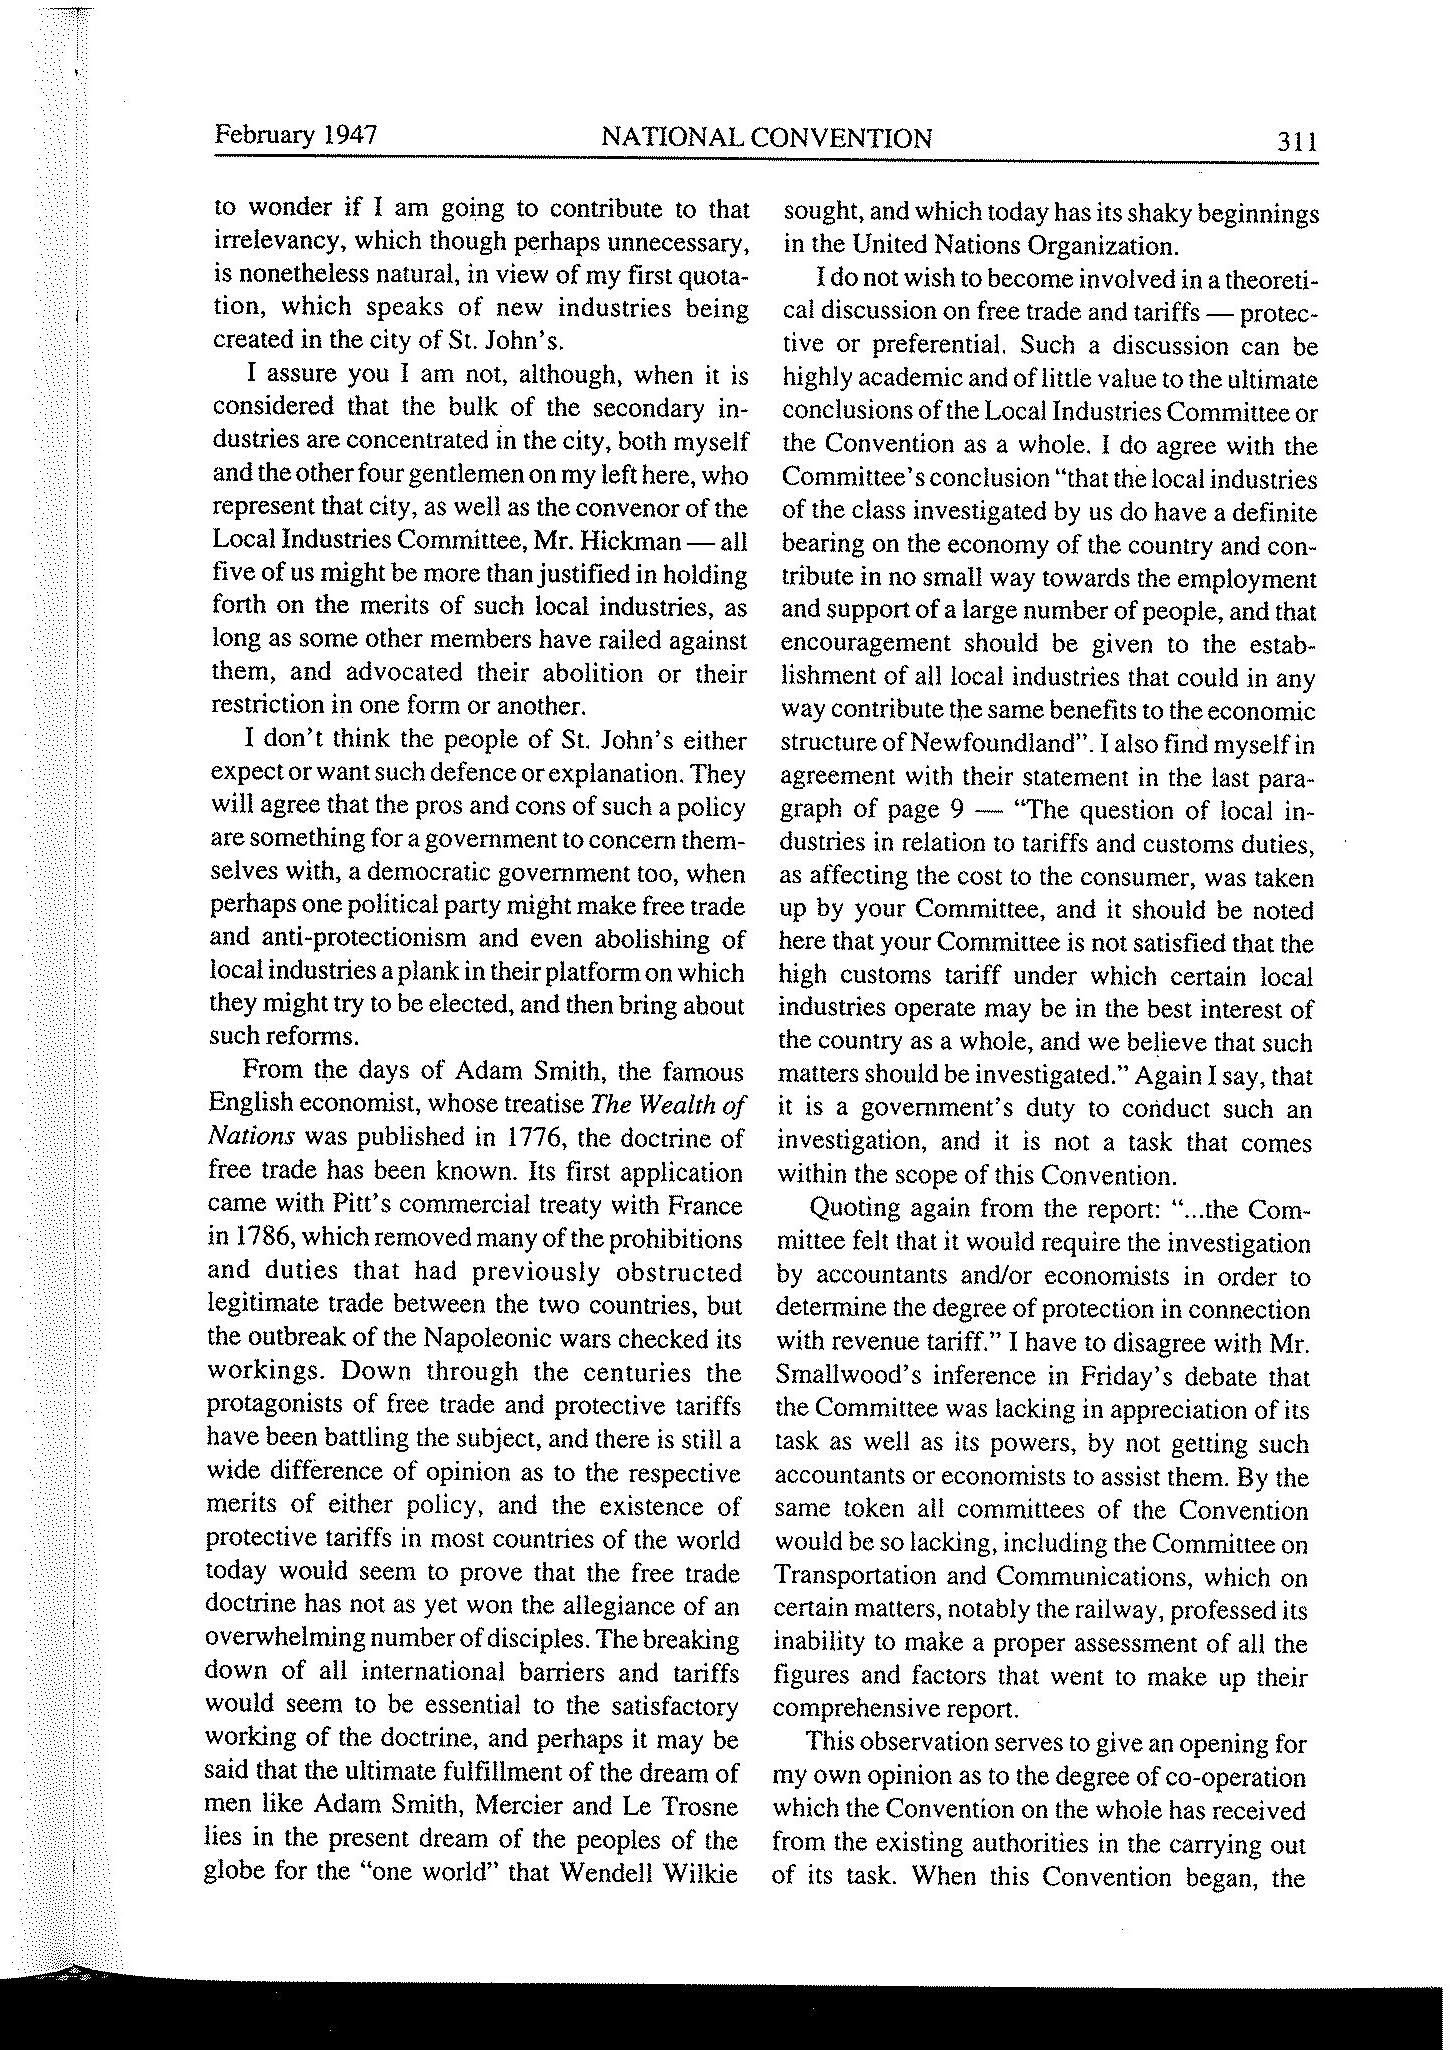 February 1947
NATIONAL CONVENTION
311
to wonder if I am going to contribute to that
irrelevancy, which though perhaps unnecessary,
is nonetheless natural, in view of my first quota-
tion, which speaks of new industries being
created in the city of St. John's.
I assure you I am not, although, when it is
considered that the bulk of the secondary in-
dustries are concentrated in the city, both myself
and the other four gentlemen on my left here, who
represent that city, as well as the convenor of the
Local Industries Committee, Mr. Hickman — all
five of us might be more than justified in holding
forth on the merits of such local industries, as
long as some other members have railed against
them, and advocated their abolition or their
restriction in one form or another.
I don't think the people of St. John's either
expect or want such defence or explanation. They
will agree that the pros and cons of such a policy
are something for a government to concern them-
selves with, a democratic government too, when
perhaps one political party might make free trade
and anti-protectionism and even abolishing of
local industries a plank in their platform on which
they might try to be elected, and then bring about
such reforms.
From the days of Adam Smith, the famous
English economist, whose treatise The Wealth of
Nations was published in 1776, the doctrine of
free trade has been known. Its first application
came with Pitt's commercial treaty with France
in 1786, which removed many of the prohibitions
and duties that had previously obstructed
legitimate trade between the two countries, but
the outbreak of the Napoleonic wars checked its
workings. Down through the centuries the
protagonists of free trade and protective tariffs
have been battling the subject, and there is still a
wide difference of opinion as to the respective
merits of either policy, and the existence of
protective tariffs in most countries of the world
today would seem to prove that the free trade
doctrine has not as yet won the allegiance of an
overwhelming number of disciples. The breaking
down of all international barriers and tariffs
would seem to be essential to the satisfactory
working of the doctrine, and perhaps it may be
said that the ultimate fulfillment of the dream of
men like Adam Smith, Mercier and Le Trosne
lies in the present dream of the peoples of the
globe for the "one world" that Wendell Wilkie
sought, and which today has its shaky beginnings
in the United Nations Organization.
I do not wish to become involved in a theoreti-
cal discussion on free trade and tariffs — protec-
tive or preferential. Such a discussion can be
highly academic and of little value to the ultimate
conclusions of the Local Industries Committee or
the Convention as a whole. I do agree with the
Committee's conclusion "that the local industries
of the class investigated by us do have a definite
bearing on the economy of the country and con-
tribute in no small way towards the employment
and support of a large number of people, and that
encouragement should be given to the estab-
lishment of all local industries that could in any
way contribute the same benefits to the economic
structure of Newfoundland". I also find myself in
agreement with their statement in the last para-
graph of page 9 — "The question of local in-
dustries in relation to tariffs and customs duties,
as affecting the cost to the consumer, was taken
up by your Committee, and it should be noted
here that your Committee is not satisfied that the
high customs tariff under which certain local
industries operate may be in the best interest of
the country as a whole, and we believe that such
matters should be investigated." Again I say, that
it is a government's duty to conduct such an
investigation, and it is not a task that comes
within the scope of this Convention.
Quoting again from the report: "...the Com-
mittee felt that it would require the investigation
by accountants and/or economists in order to
determine the degree of protection in connection
with revenue tariff." I have to disagree with Mr.
Smallwood's inference in Friday's debate that
the Committee was lacking in appreciation of its
task as well as its powers, by not getting such
accountants or economists to assist them. By the
same token all committees of the Convention
would be so lacking, including the Committee on
Transportation and Communications, which on
certain matters, notably the railway, professed its
inability to make a proper assessment of all the
figures and factors that went to make up their
comprehensive report.
This observation serves to give an opening for
my own opinion as to the degree of co-operation
which the Convention on the whole has received
from the existing authorities in the carrying out
of its task. When this Convention began, the